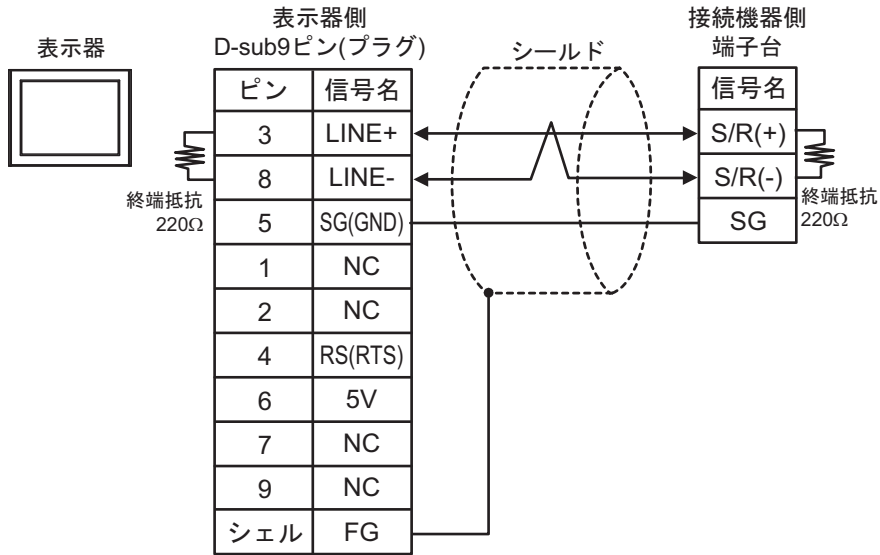 表示器
表示器側
D-sub9ピン(プラグ)
シールド
接続機器側
端子台
ピン 信号名
3 LINE+
8 LINE-
5 SG(GND)
1 NC
2 NC
4 RS(RTS)
6 5V
7 NC
9 NC
シェル FG
終端抵抗
220Ω
信号名
S/R(+)
S/R(-)
SG
終端抵抗
220Ω